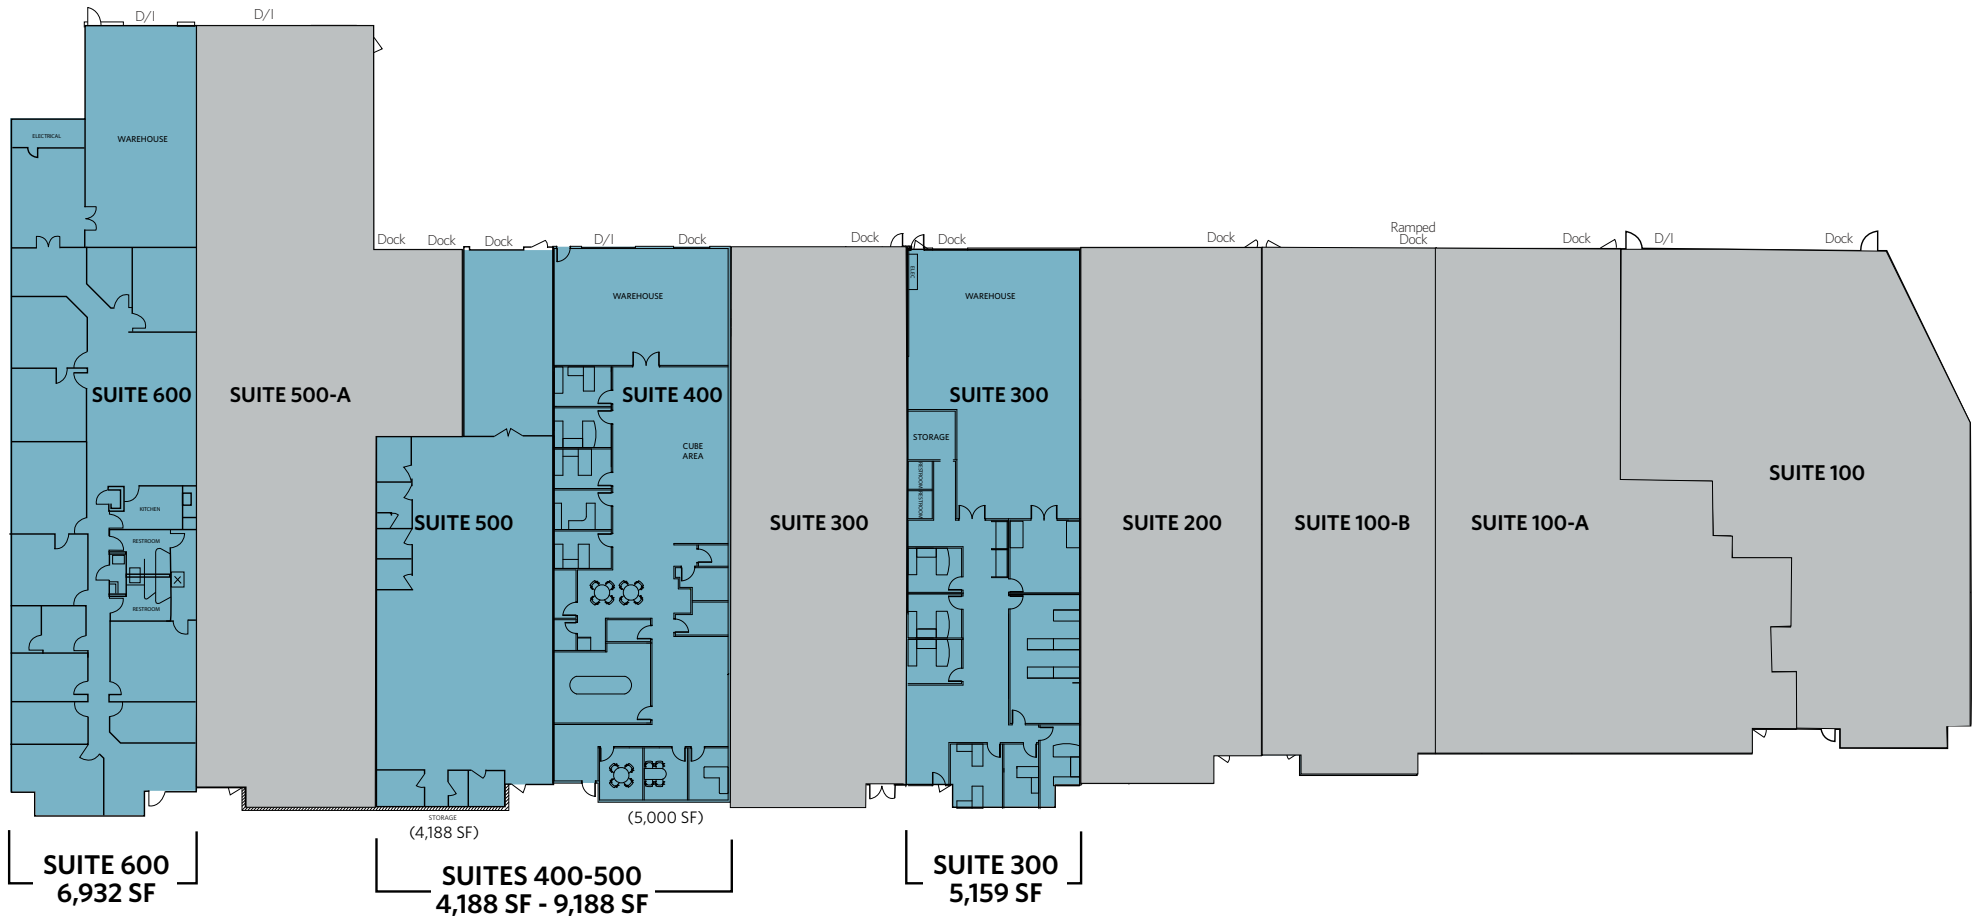 D/I
D/I
ELECTRICAL
WAREHOUSE
Ramped
Dock
Dock
Dock
Dock
D/I
Dock
Dock
Dock
Dock
Dock
D/I
Dock
ELEC
WAREHOUSE
WAREHOUSE
SUITE 600
SUITE 500-A
SUITE 400
SUITE 300
STORAGE
CUBE
AREA
RESTROOM
RESTROOM
SUITE 100
KITCHEN
SUITE 500
SUITE 300
SUITE 200
SUITE 100-B
SUITE 100-A
RESTROOM
RESTROOM
STORAGE
(4,188 SF)
(5,000 SF)
SUITE 600
6,932 SF
SUITES 400-500
4,188 SF - 9,188 SF
SUITE 300
5,159 SF